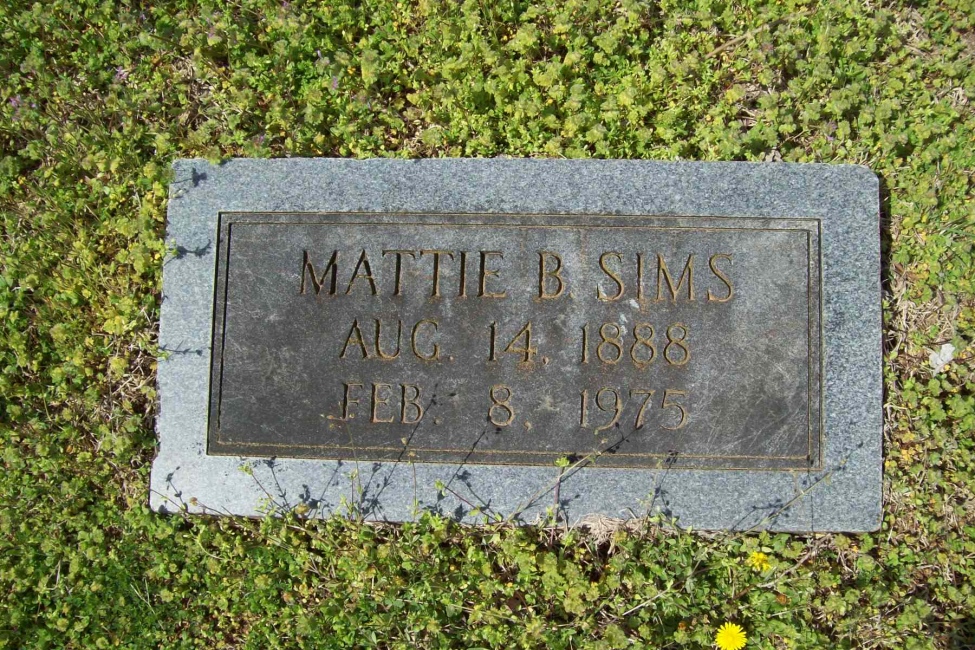 MATTIE B. SIMS
AUG. 14, 1888
FEB. 8, 1975